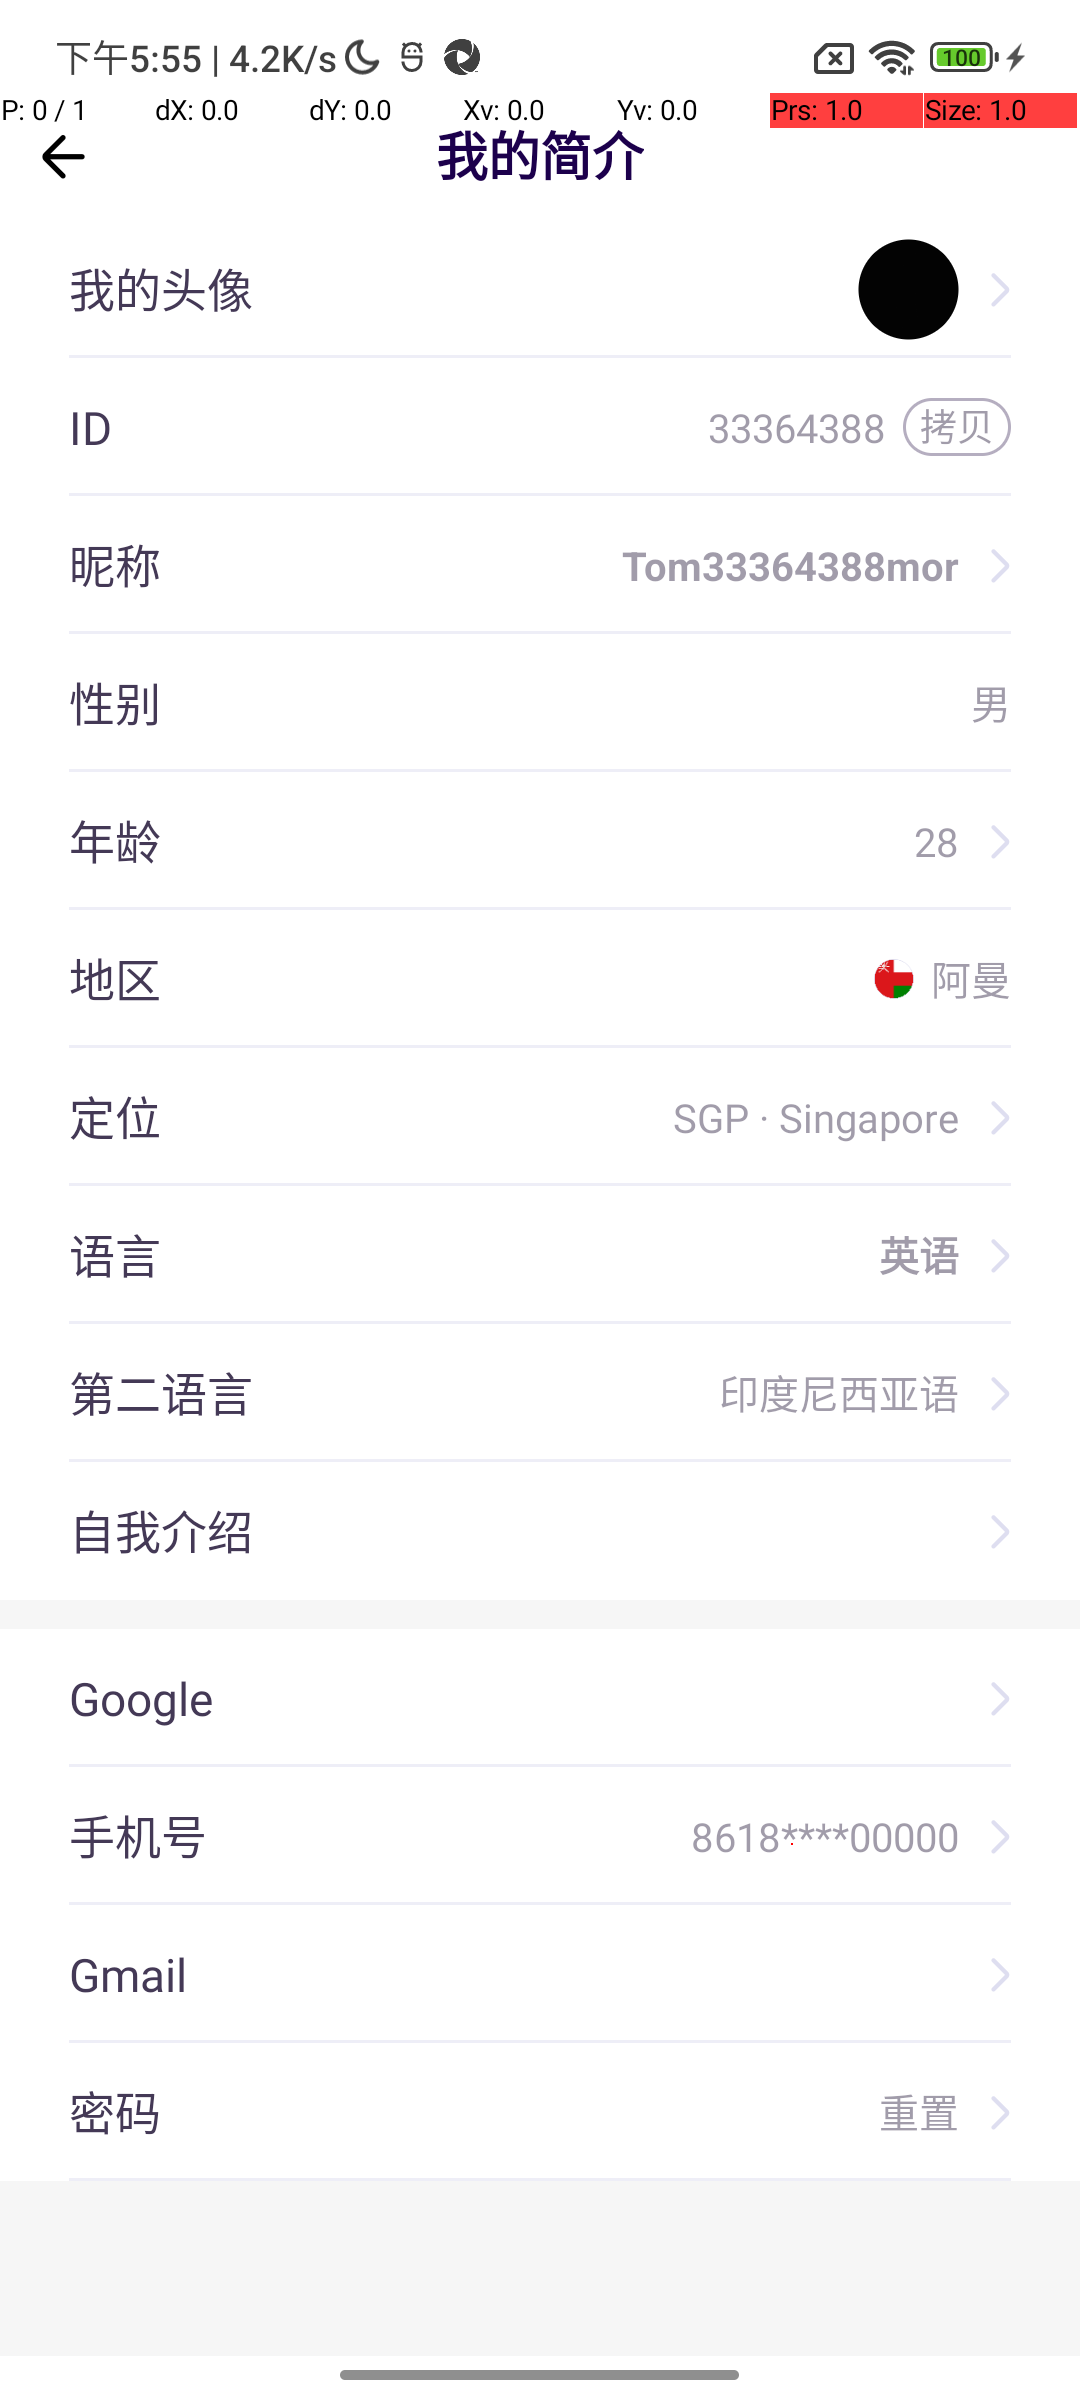 下午5:55 | 4.2K/s 100
P: 0 / 1 dX: 0.0 dY: 0.0 Xv: 0.0 Yv: 0.0 Prs: 1.0 Size: 1.0
我的简介
我的头像
ID 33364388 拷贝
昵称 Tom33364388mor
性别 男
年龄 28
地区 阿曼
定位 SGP · Singapore
语言 英语
第二语言 印度尼西亚语
自我介绍
Google
手机号 8618****00000
Gmail
密码 重置